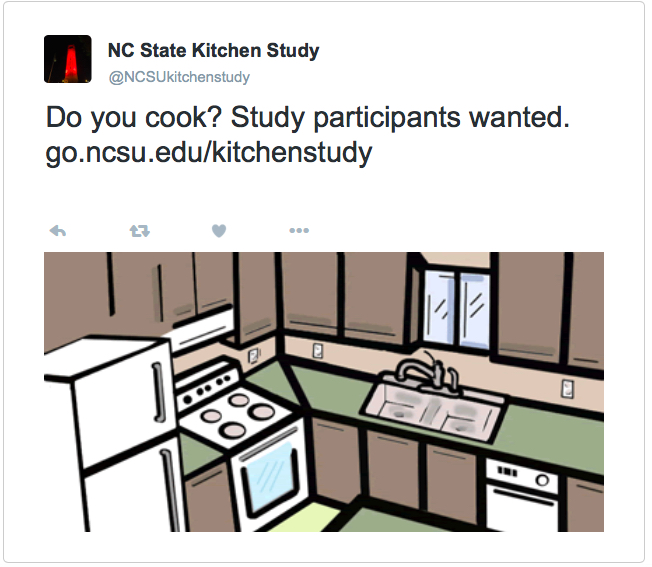 NC State Kitchen Study
@NCSUkitchenstudy
Do you cook? Study participants wanted.
go.ncsu.edu/kitchenstudy